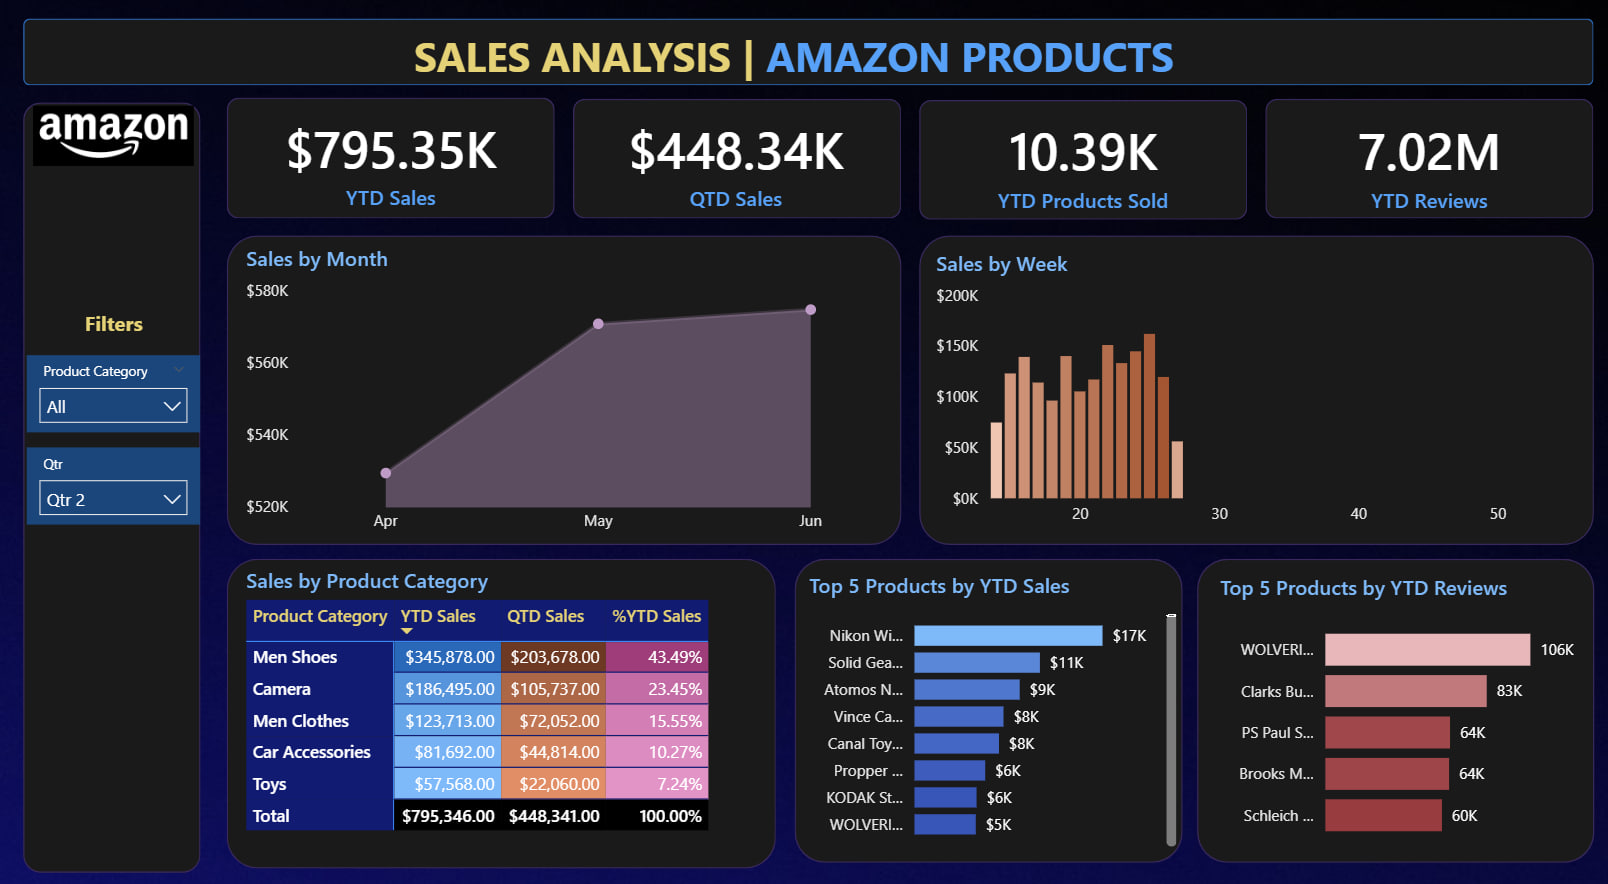 SALES ANALYSIS | AMAZON PRODUCTS
amazon
$795.35K
YTD Sales
$448.34K
QTD Sales
10.39K
YTD Products Sold
7.02M
YTD Reviews
Filters
Product Category
All
Qtr
Qtr 2
Sales by Month
$580K
$560K
$540K
$520K
Apr May Jun
Sales by Week
$200K
$150K
$100K
$50K
$0K
20 30 40 50
Sales by Product Category
Product Category YTD Sales QTD Sales %YTD Sales
Men Shoes $345,878.00 $203,678.00 43.49%
Camera $186,495.00 $105,737.00 23.45%
Men Clothes $123,713.00 $72,052.00 15.55%
Car Accessories $81,692.00 $44,814.00 10.27%
Toys $57,568.00 $22,060.00 7.24%
Total $795,346.00 $448,341.00 100.00%
Top 5 Products by YTD Sales
Nikon Wi... $17K
Solid Gea... $11K
Atomos N... $9K
Vince Ca... $8K
Canal Toy... $8K
Propper ... $6K
KODAK St... $6K
WOLVERI... $5K
Top 5 Products by YTD Reviews
WOLVERI... 106K
Clarks Bu... 83K
PS Paul S... 64K
Brooks M... 64K
Schleich ... 60K